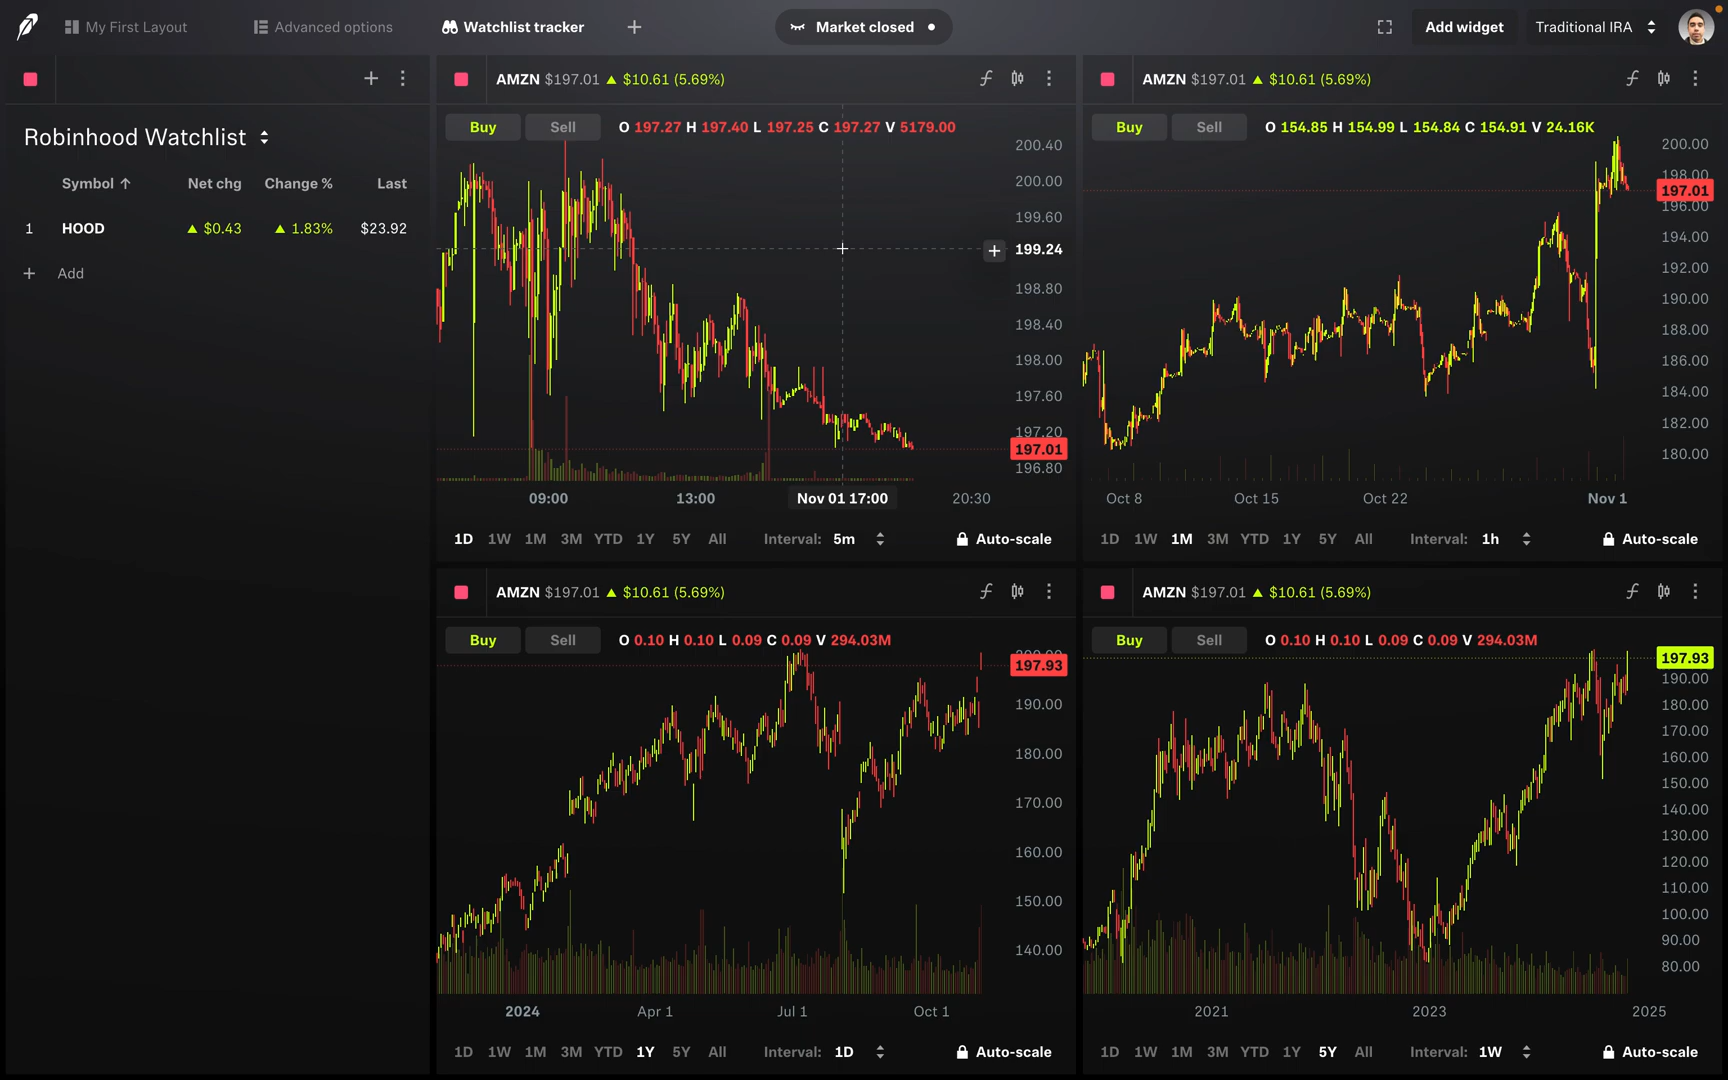 My First Layout
Advanced options
Watchlist tracker
Market closed
Add widget
Traditional IRA
Robinhood Watchlist
Symbol Net chg Change % Last
1 HOOD $0.43 1.83% $23.92
+ Add
AMZN $197.01 $10.61 (5.69%)
Buy Sell O 197.27 H 197.40 L 197.25 C 197.27 V 5179.00
200.40
200.00
199.60
199.24
198.80
198.40
198.00
197.60
197.20
197.01
196.80
09:00 13:00 Nov 01 17:00 20:30
1D 1W 1M 3M YTD 1Y 5Y All Interval: 5m Auto-scale
AMZN $197.01 $10.61 (5.69%)
Buy Sell O 154.85 H 154.99 L 154.84 C 154.91 V 24.16K
200.00
198.00
197.01
196.00
194.00
192.00
190.00
188.00
186.00
184.00
182.00
180.00
Oct 8 Oct 15 Oct 22 Nov 1
1D 1W 1M 3M YTD 1Y 5Y All Interval: 1h Auto-scale
AMZN $197.01 $10.61 (5.69%)
Buy Sell O 0.10 H 0.10 L 0.09 C 0.09 V 294.03M
197.93
190.00
180.00
170.00
160.00
150.00
140.00
2024 Apr 1 Jul 1 Oct 1
1D 1W 1M 3M YTD 1Y 5Y All Interval: 1D Auto-scale
AMZN $197.01 $10.61 (5.69%)
Buy Sell O 0.10 H 0.10 L 0.09 C 0.09 V 294.03M
197.93
190.00
180.00
170.00
160.00
150.00
140.00
130.00
120.00
110.00
100.00
90.00
80.00
2021 2023 2025
1D 1W 1M 3M YTD 1Y 5Y All Interval: 1W Auto-scale